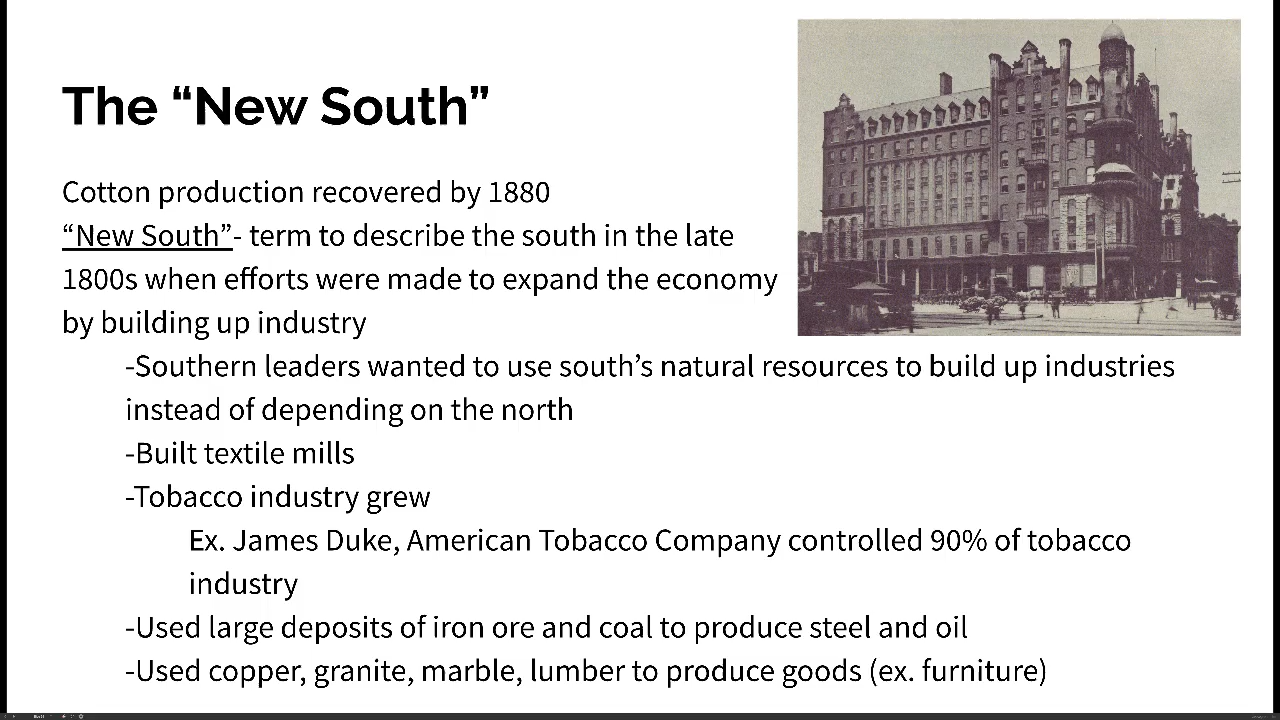 The “New South”
Cotton production recovered by 1880
“New South”- term to describe the south in the late
1800s when efforts were made to expand the economy
by building up industry
-Southern leaders wanted to use south’s natural resources to build up industries
instead of depending on the north
-Built textile mills
-Tobacco industry grew
Ex. James Duke, American Tobacco Company controlled 90% of tobacco
industry
-Used large deposits of iron ore and coal to produce steel and oil
-Used copper, granite, marble, lumber to produce goods (ex. furniture)